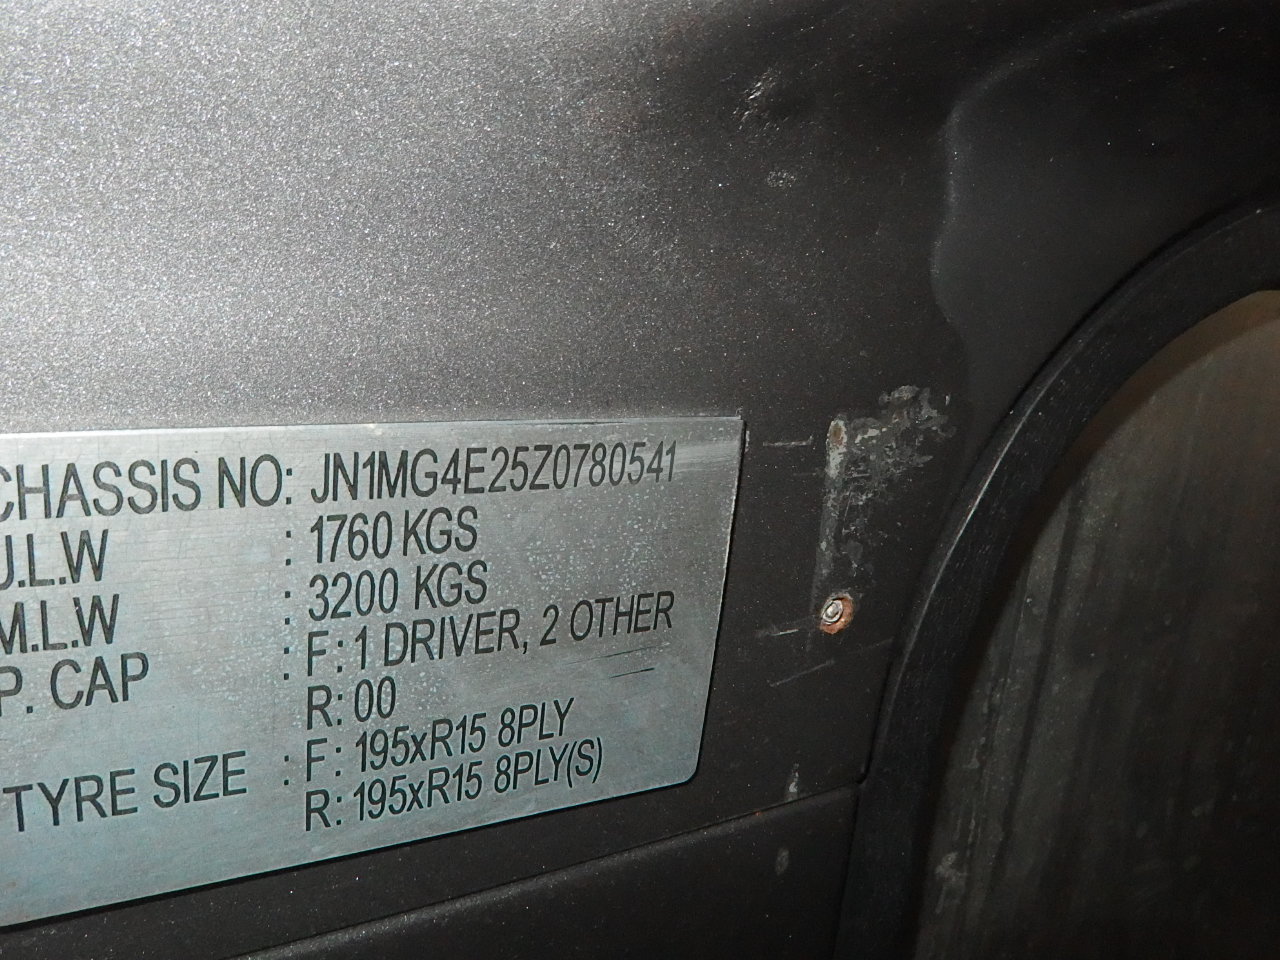 CHASSIS NO: JN1MG4E25Z0780541
U.L.W : 1760 KGS
M.L.W : 3200 KGS
P. CAP : F: 1 DRIVER, 2 OTHER
R: 00
TYRE SIZE : F: 195xR15 8PLY
R: 195xR15 8PLY(S)